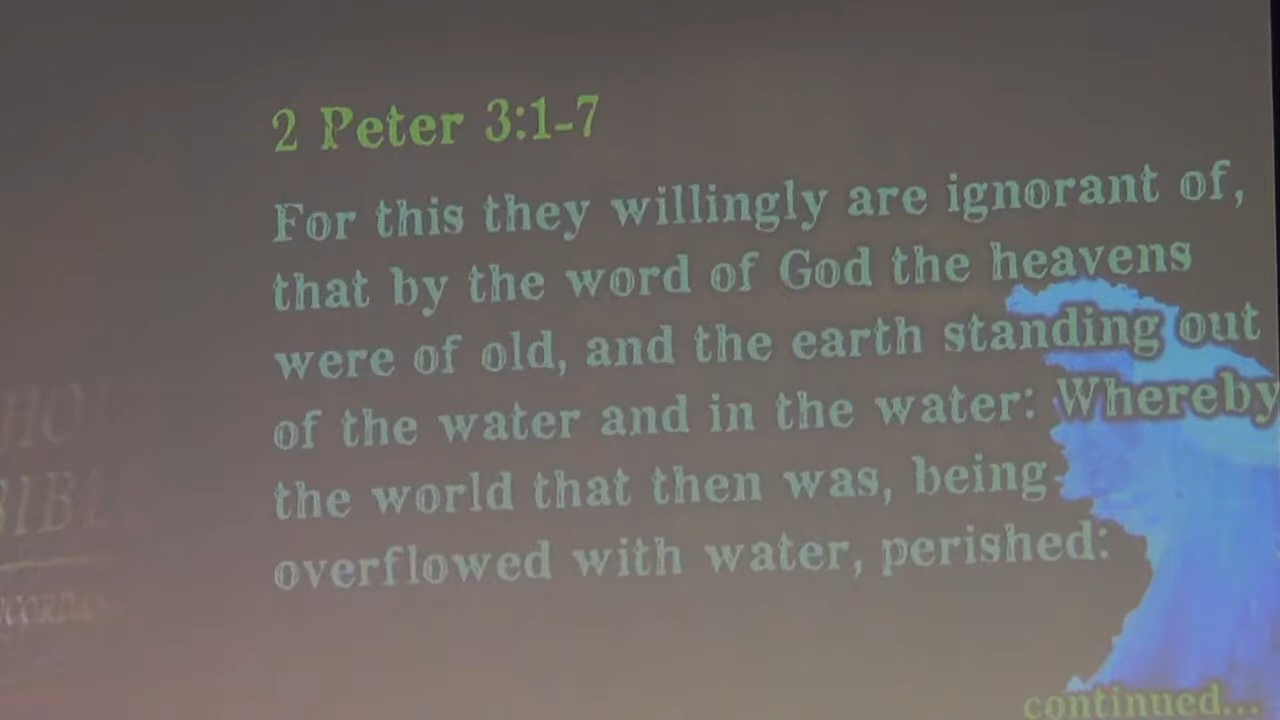 2 Peter 3:1-7
For this they willingly are ignorant of,
that by the word of God the heavens
were of old, and the earth standing out
of the water and in the water: Whereby
the world that then was, being
overflowed with water, perished:
HOL
BIBL
continued...